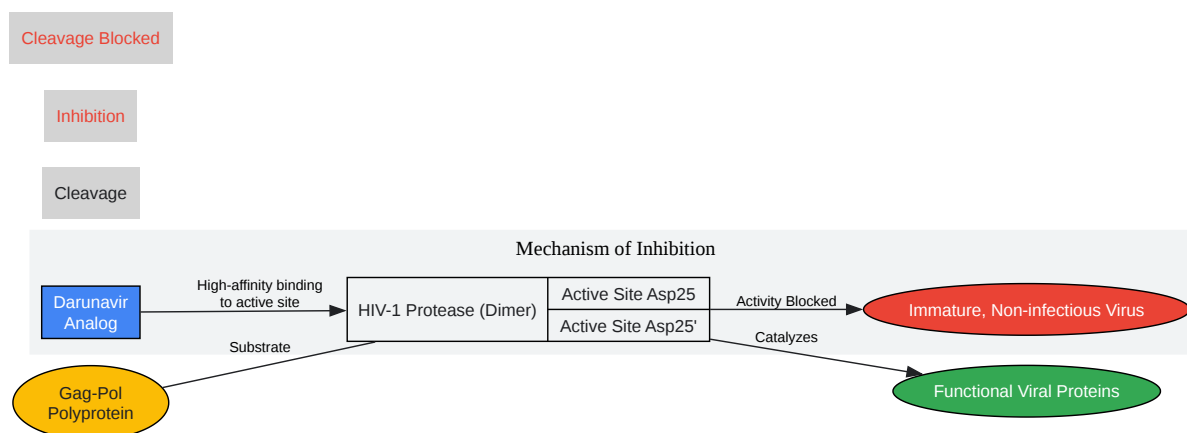 Cleavage Blocked
Inhibition
Cleavage
Mechanism of Inhibition
Darunavir
Analog
High-affinity binding
to active site
HIV-1 Protease (Dimer)
Active Site Asp25
Active Site Asp25'
Activity Blocked
Immature, Non-infectious Virus
Substrate
Catalyzes
Gag-Pol
Polyprotein
Functional Viral Proteins